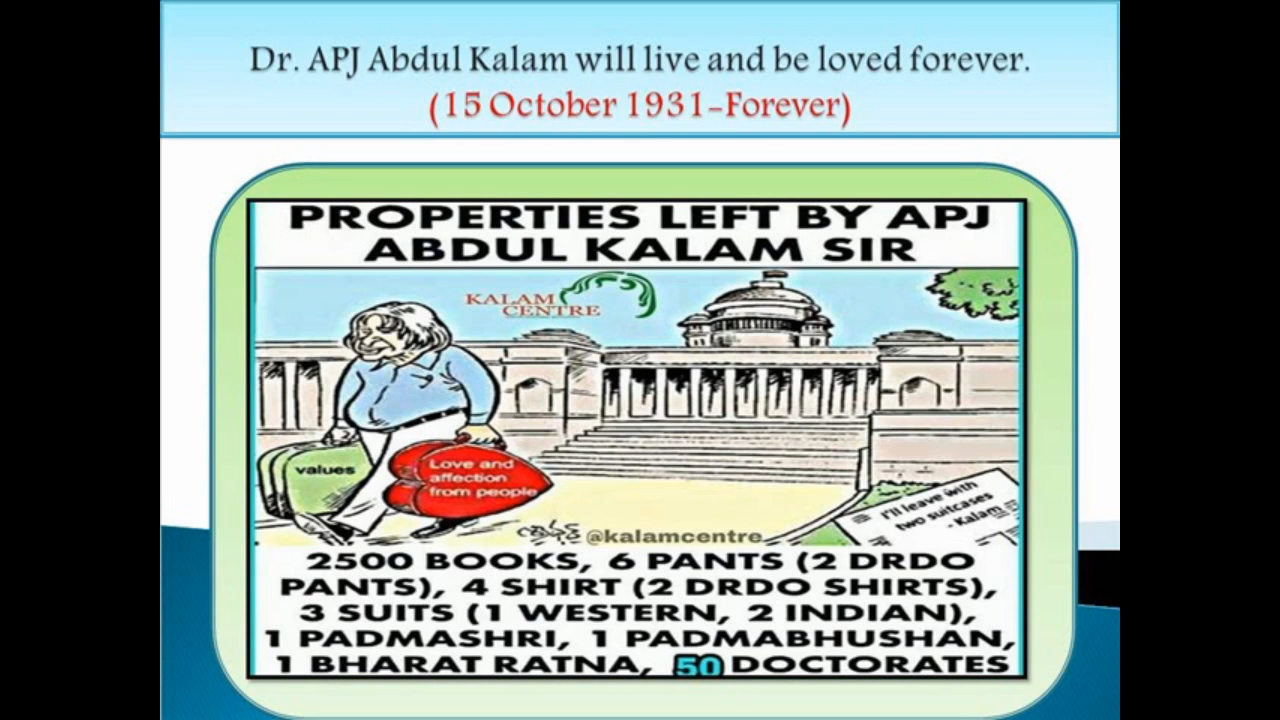 Dr. APJ Abdul Kalam will live and be loved forever.
(15 October 1931-Forever)
PROPERTIES LEFT BY APJ
ABDUL KALAM SIR
KALAM
CENTRE
values
Love and
affection
from people
I'll leave with
two suitcases
- Kalam
@kalamcentre
2500 BOOKS, 6 PANTS (2 DRDO
PANTS), 4 SHIRT (2 DRDO SHIRTS),
3 SUITS (1 WESTERN, 2 INDIAN),
1 PADMASHRI, 1 PADMABHUSHAN,
1 BHARAT RATNA, 50 DOCTORATES